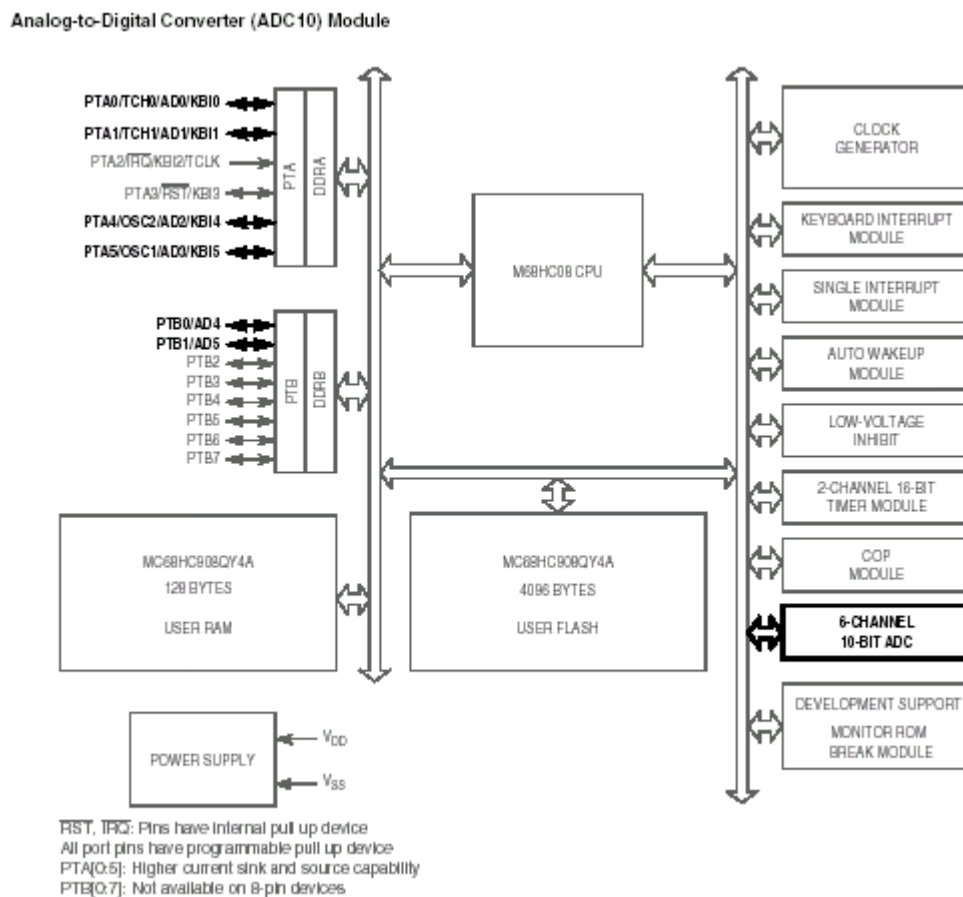 Analog-to-Digital Converter (ADC10) Module
PTA0/TCH0/AD0/KBI0
PTA1/TCH1/AD1/KBI1
PTA2/IRQ/KBI2/TCLK
PTA3/RST/KBI3
PTA4/OSC2/AD2/KBI4
PTA5/OSC1/AD3/KBI5
PTA
DDRA
PTB0/AD4
PTB1/AD5
PTB2
PTB3
PTB4
PTB5
PTB6
PTB7
PTB
DDRB
M68HC08 CPU
CLOCK
GENERATOR
KEYBOARD INTERRUPT
MODULE
SINGLE INTERRUPT
MODULE
AUTO WAKEUP
MODULE
LOW-VOLTAGE
INHIBIT
2-CHANNEL 16-BIT
TIMER MODULE
COP
MODULE
6-CHANNEL
10-BIT ADC
DEVELOPMENT SUPPORT
MONITOR ROM
BREAK MODULE
MC68HC908QY4A
128 BYTES
USER RAM
MC68HC908QY4A
4096 BYTES
USER FLASH
POWER SUPPLY
VDD
VSS
RST, IRQ: Pins have internal pull up device
All port pins have programmable pull up device
PTA[0:5]: Higher current sink and source capability
PTB[0:7]: Not available on 8-pin devices